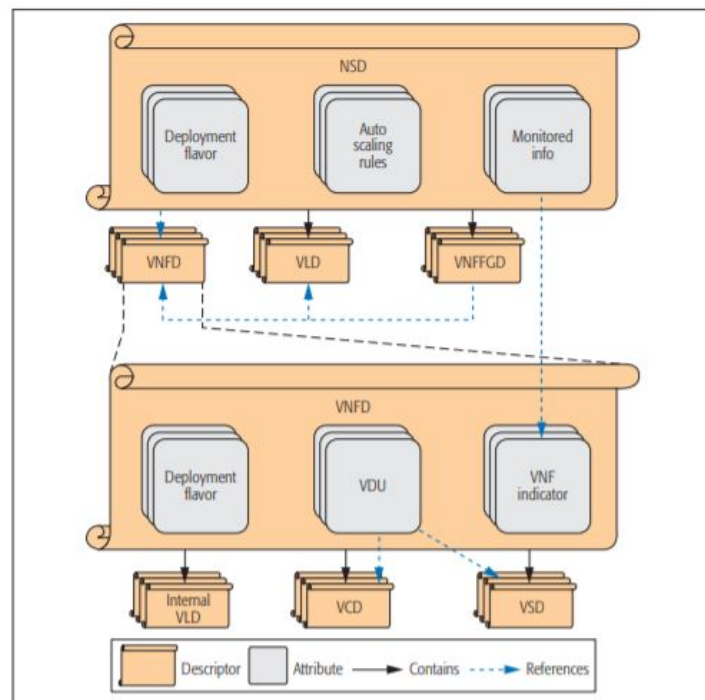 NSD
Deployment
flavor
Auto
scaling
rules
Monitored
info
VNFD
VLD
VNFFGD
VNFD
Deployment
flavor
VDU
VNF
indicator
Internal
VLD
VCD
VSD
Descriptor
Attribute
Contains
References